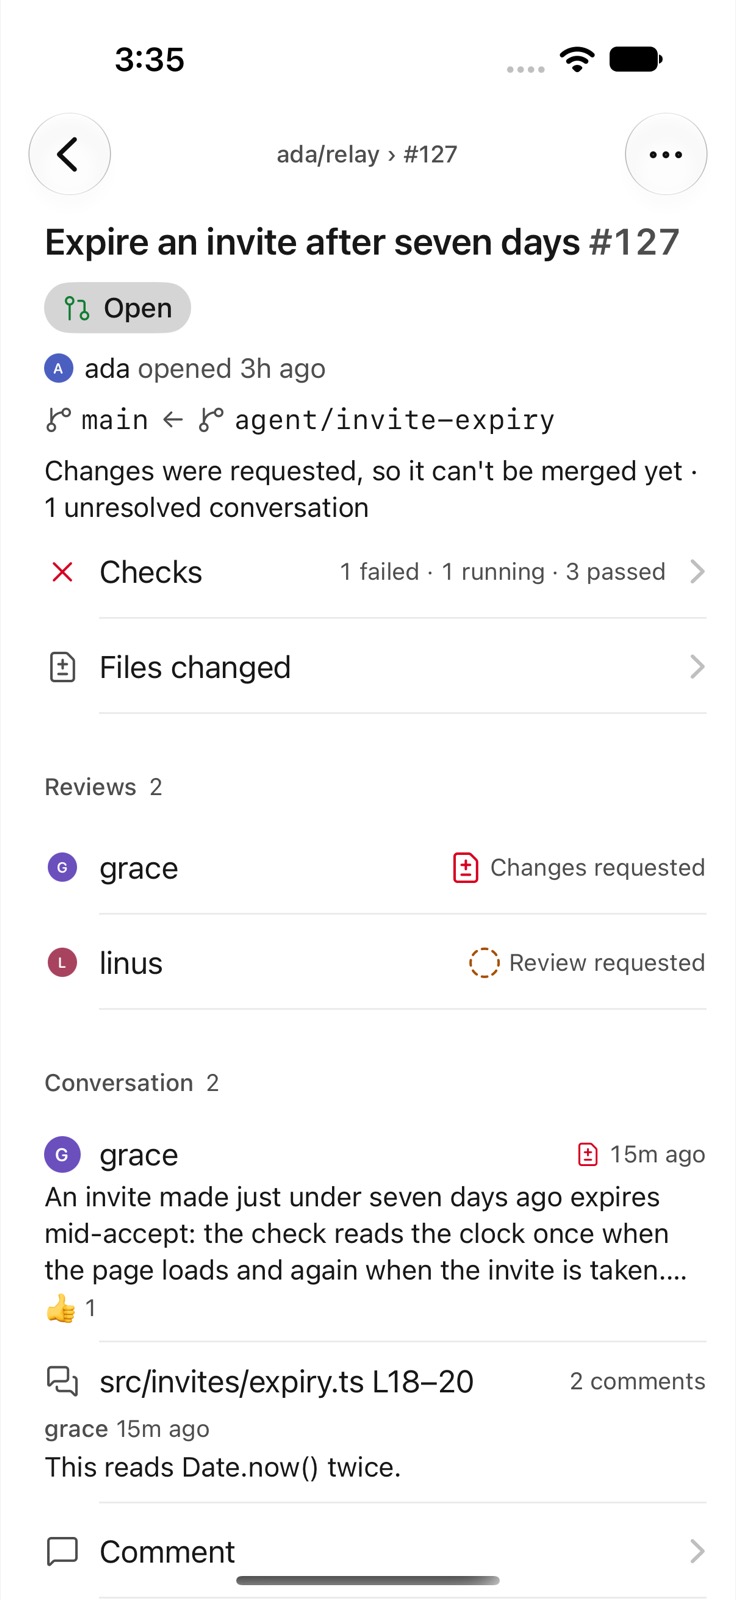 3:35
ada/relay › #127
Expire an invite after seven days #127
Open
A ada opened 3h ago
main ← agent/invite-expiry
Changes were requested, so it can't be merged yet ·
1 unresolved conversation
Checks 1 failed · 1 running · 3 passed
Files changed
Reviews 2
G grace Changes requested
L linus Review requested
Conversation 2
G grace 15m ago
An invite made just under seven days ago expires
mid-accept: the check reads the clock once when
the page loads and again when the invite is taken....
👍 1
src/invites/expiry.ts L18–20 2 comments
grace 15m ago
This reads Date.now() twice.
Comment